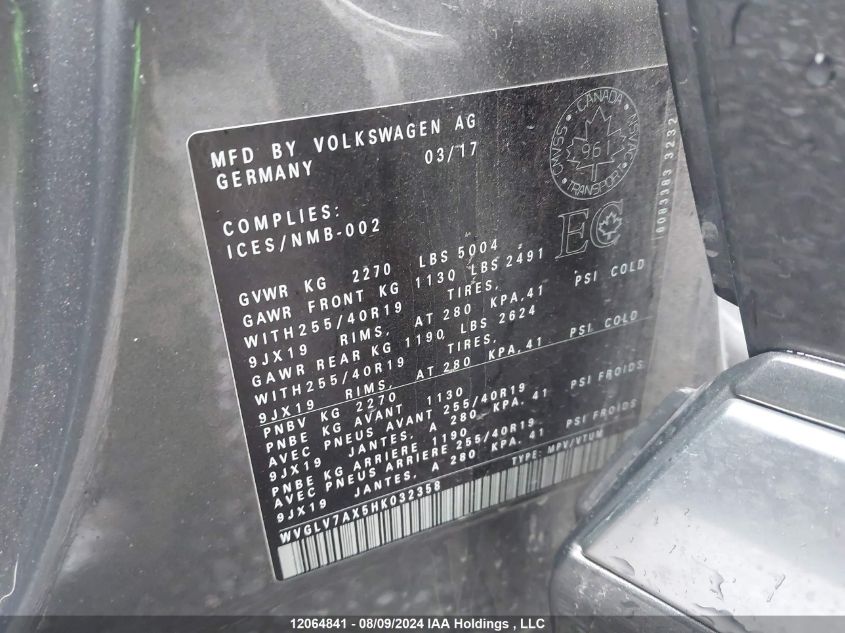 MFD BY VOLKSWAGEN AG
GERMANY 03/17
CANADA
CMVSS NSVAC
961
TRANSPORT
COMPLIES:
ICES/NMB-002
EC
0083383 3232
GVWR KG 2270 LBS 5004
GAWR FRONT KG 1130 LBS 2491
WITH255/40R19 TIRES,
9JX19 RIMS, AT 280 KPA,41 PSI COLD
GAWR REAR KG 1190 LBS 2624
WITH255/40R19 TIRES,
9JX19 RIMS, AT 280 KPA,41 PSI COLD
PNBV KG 2270
PNBE KG AVANT 1130
AVEC PNEUS AVANT 255/40R19
9JX19 JANTES, A 280 KPA. 41 PSI FROIDS
PNBE KG ARRIERE 1190
AVEC PNEUS ARRIERE 255/40R19.
9JX19 JANTES, A 280 KPA. 41 PSI FROIDS
WVGLV7AX5HK032358 TYPE: MPV/VTUM
12064841 - 08/09/2024 IAA Holdings , LLC